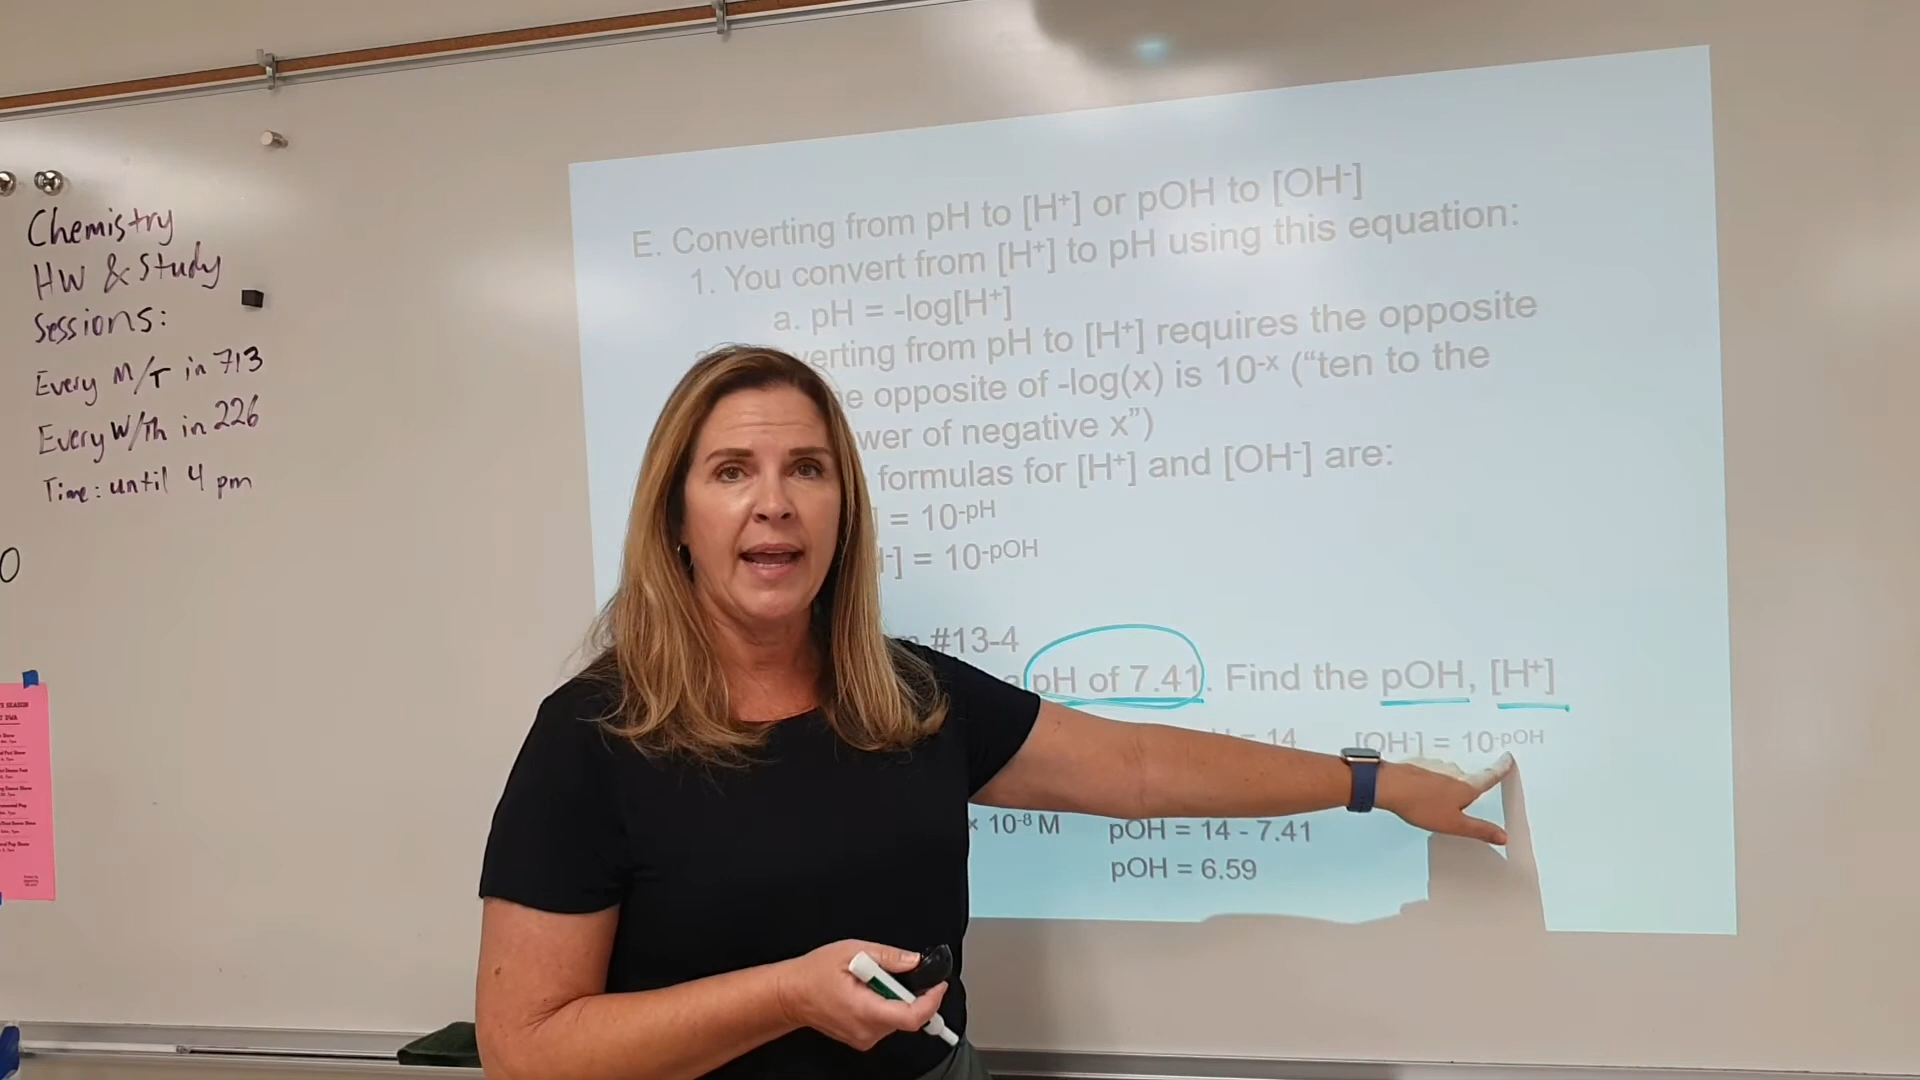 Chemistry
HW & Study
Sessions:
Every M/T in 713
Every W/Th in 226
Time: until 4 pm
E. Converting from pH to [H⁺] or pOH to [OH-]
1. You convert from [H⁺] to pH using this equation:
a. pH = -log[H⁺]
verting from pH to [H⁺] requires the opposite
e opposite of -log(x) is 10⁻ˣ (“ten to the
wer of negative x”)
formulas for [H⁺] and [OH-] are:
] = 10-pH
-] = 10-pOH
#13-4
pH of 7.41. Find the pOH, [H⁺]
= 14
[OH-] = 10-pOH
x 10⁻⁸ M
pOH = 14 - 7.41
pOH = 6.59